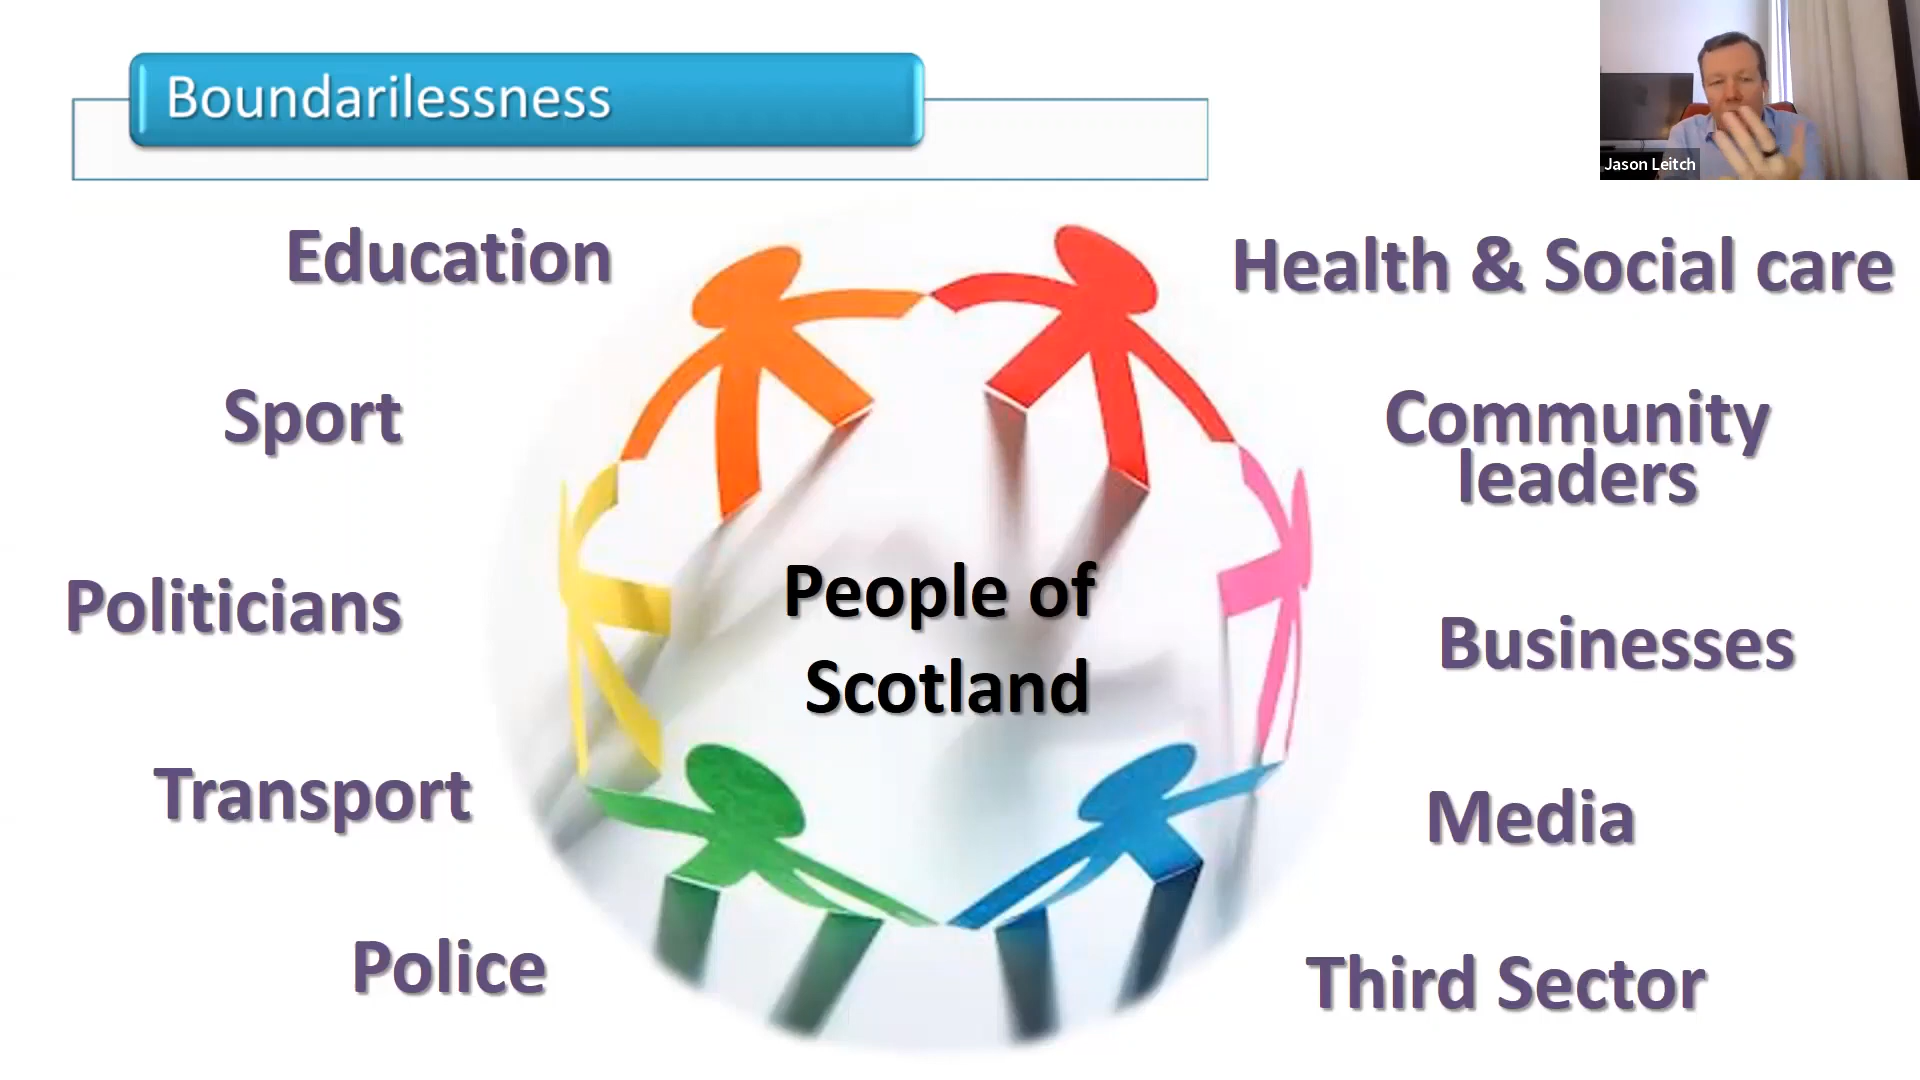 Boundarilessness
Jason Leitch
Education
Health & Social care
Sport
Community
leaders
People of
Scotland
Politicians
Businesses
Transport
Media
Police
Third Sector